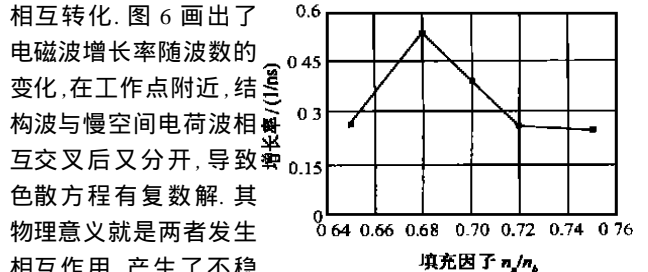 相互转化. 图 6 画出了
电磁波增长率随波数的
变化,在工作点附近,结
构波与慢空间电荷波相
互交叉后又分开,导致
色散方程有复数解. 其
物理意义就是两者发生
相互作用,产生了不稳
0.6
0 45
0 3
0.15
0
增长率/(1/ns)
0 64 0.66 0.68 0.70 0.72 0.74 0 76
填充因子